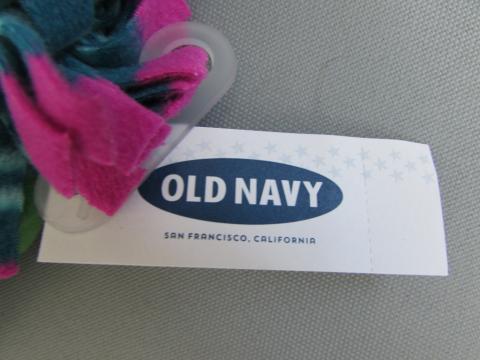 OLD NAVY
SAN FRANCISCO, CALIFORNIA